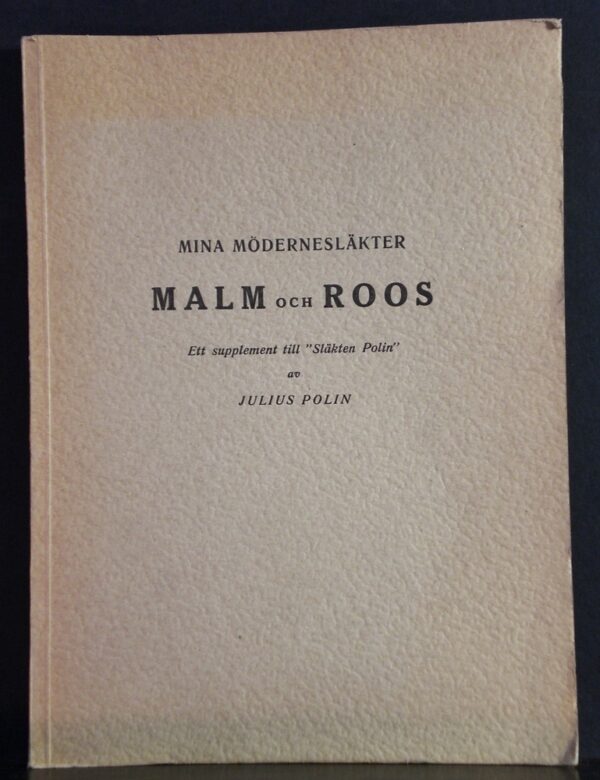 MINA MÖDERNESLÄKTER
MALM OCH ROOS
Ett supplement till ”Släkten Polin”
av
JULIUS POLIN